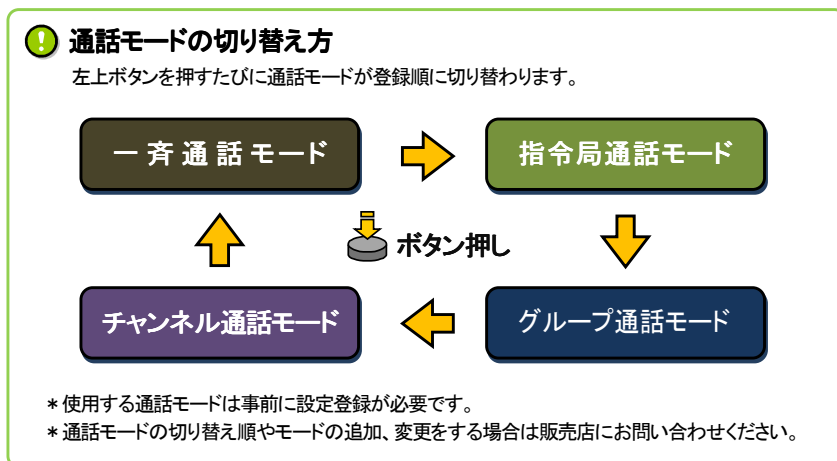 通話モードの切り替え方
左上ボタンを押すたびに通話モードが登録順に切り替わります。
一斉通話モード
指令局通話モード
ボタン押し
チャンネル通話モード
グループ通話モード
＊使用する通話モードは事前に設定登録が必要です。
＊通話モードの切り替え順やモードの追加、変更をする場合は販売店にお問い合わせください。